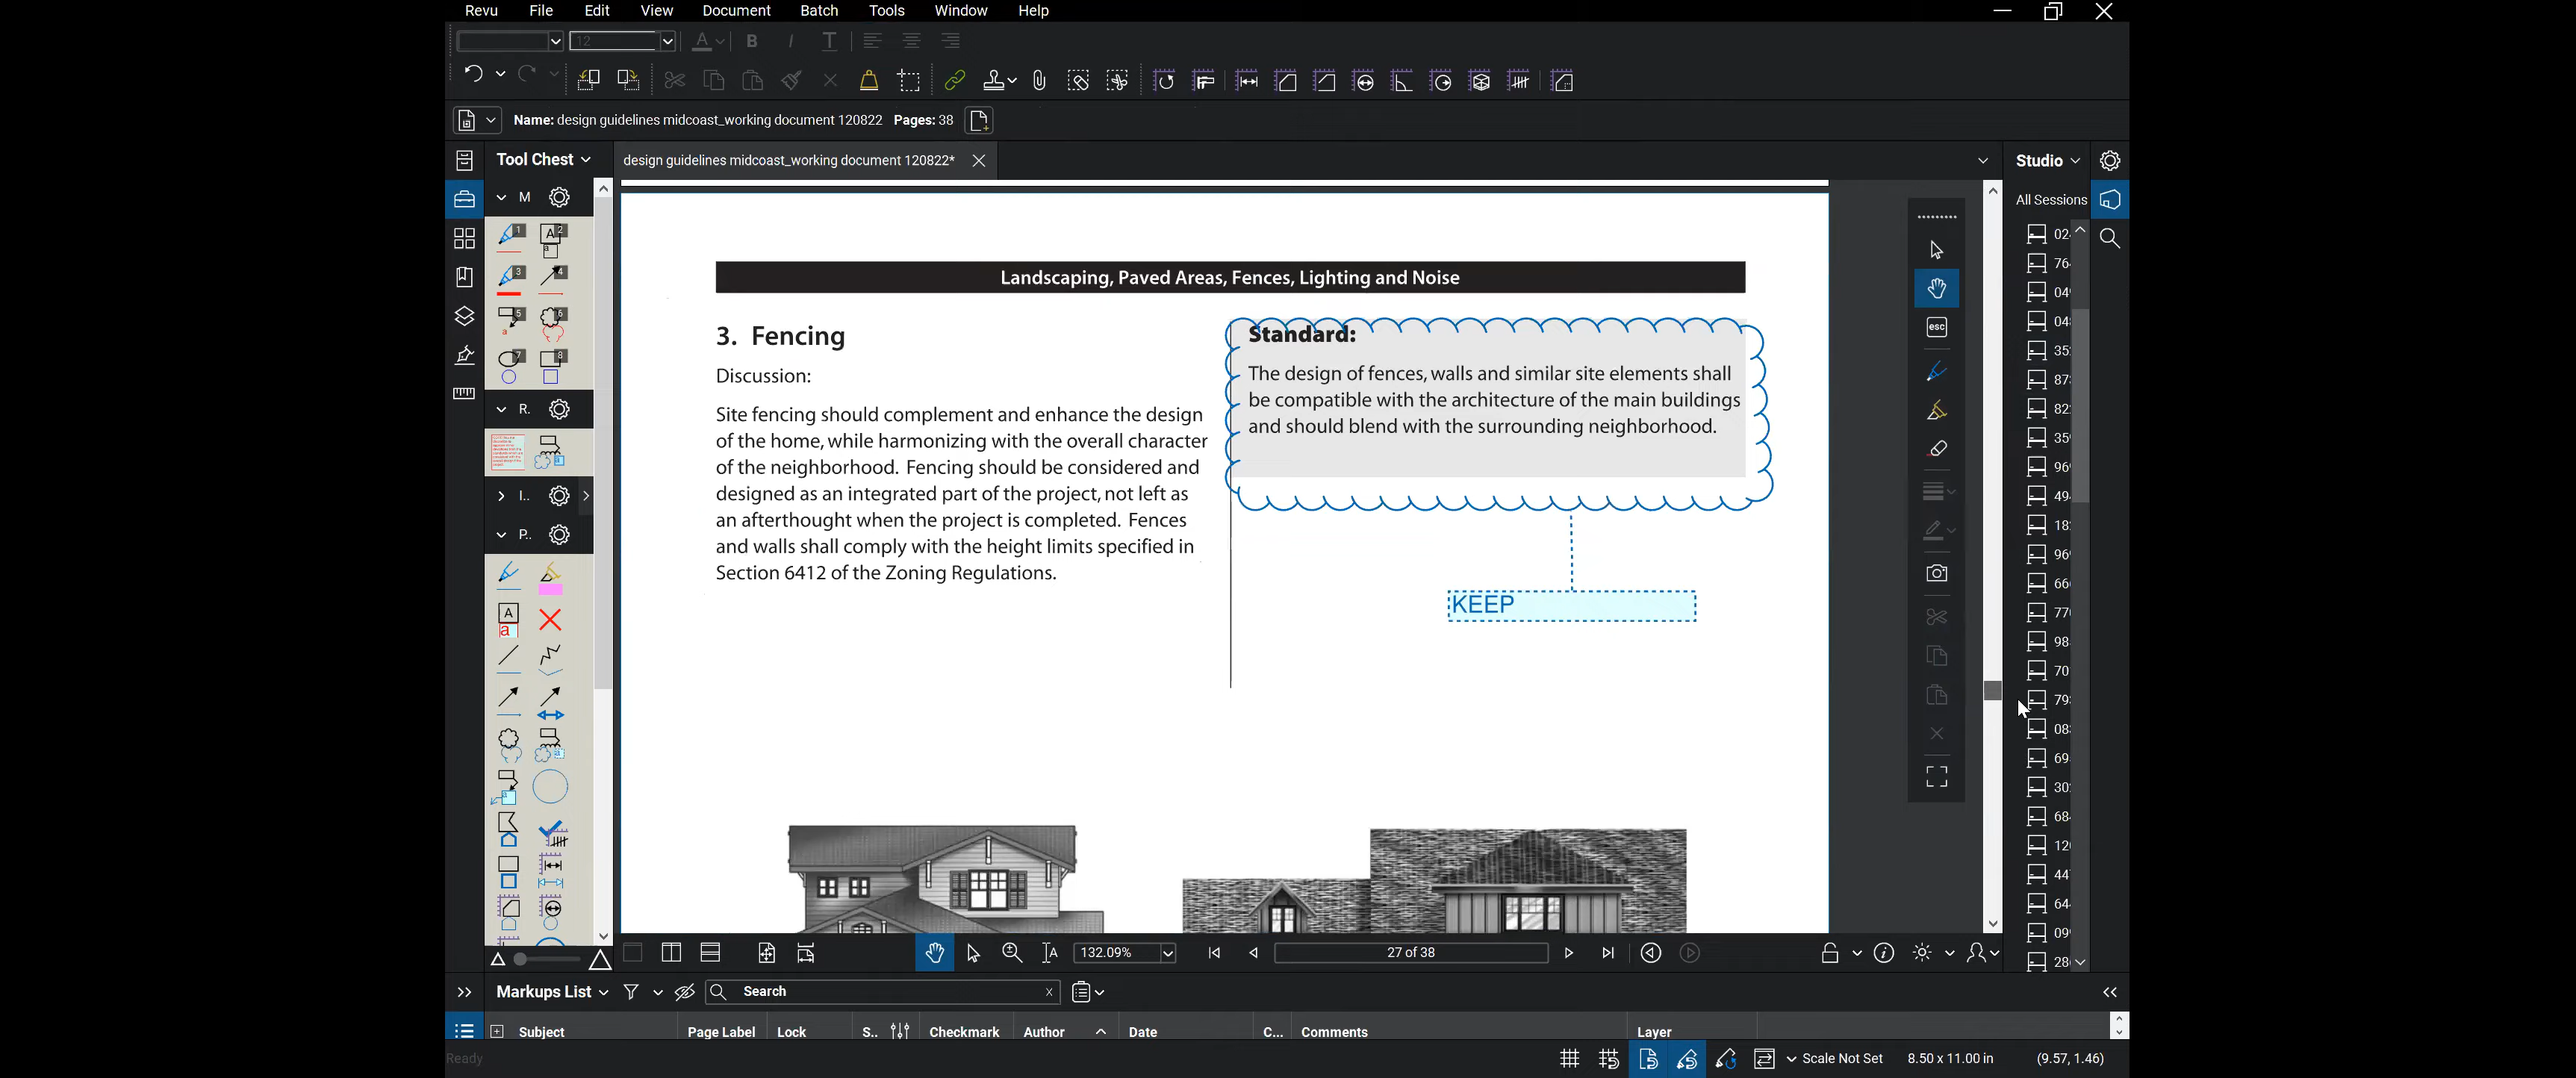 Revu File Edit View Document Batch Tools Window Help
12
Name: design guidelines midcoast_working document 120822 Pages: 38
Tool Chest
design guidelines midcoast_working document 120822*
Studio
M
All Sessions
R.
I..
P..
esc
Landscaping, Paved Areas, Fences, Lighting and Noise
3. Fencing
Discussion:
Site fencing should complement and enhance the design
of the home, while harmonizing with the overall character
of the neighborhood. Fencing should be considered and
designed as an integrated part of the project, not left as
an afterthought when the project is completed. Fences
and walls shall comply with the height limits specified in
Section 6412 of the Zoning Regulations.
Standard:
The design of fences, walls and similar site elements shall
be compatible with the architecture of the main buildings
and should blend with the surrounding neighborhood.
KEEP
132.09%
27 of 38
Markups List
Search
Subject Page Label Lock S.. Checkmark Author Date C... Comments Layer
Ready
Scale Not Set 8.50 x 11.00 in (9.57, 1.46)